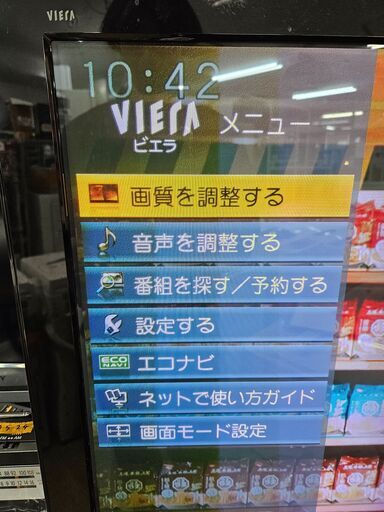 VIERA
10:42
VIERA メニュー
ビエラ
画質を調整する
音声を調整する
番組を探す／予約する
設定する
ECO NAVI エコナビ
ネットで使い方ガイド
画面モード設定